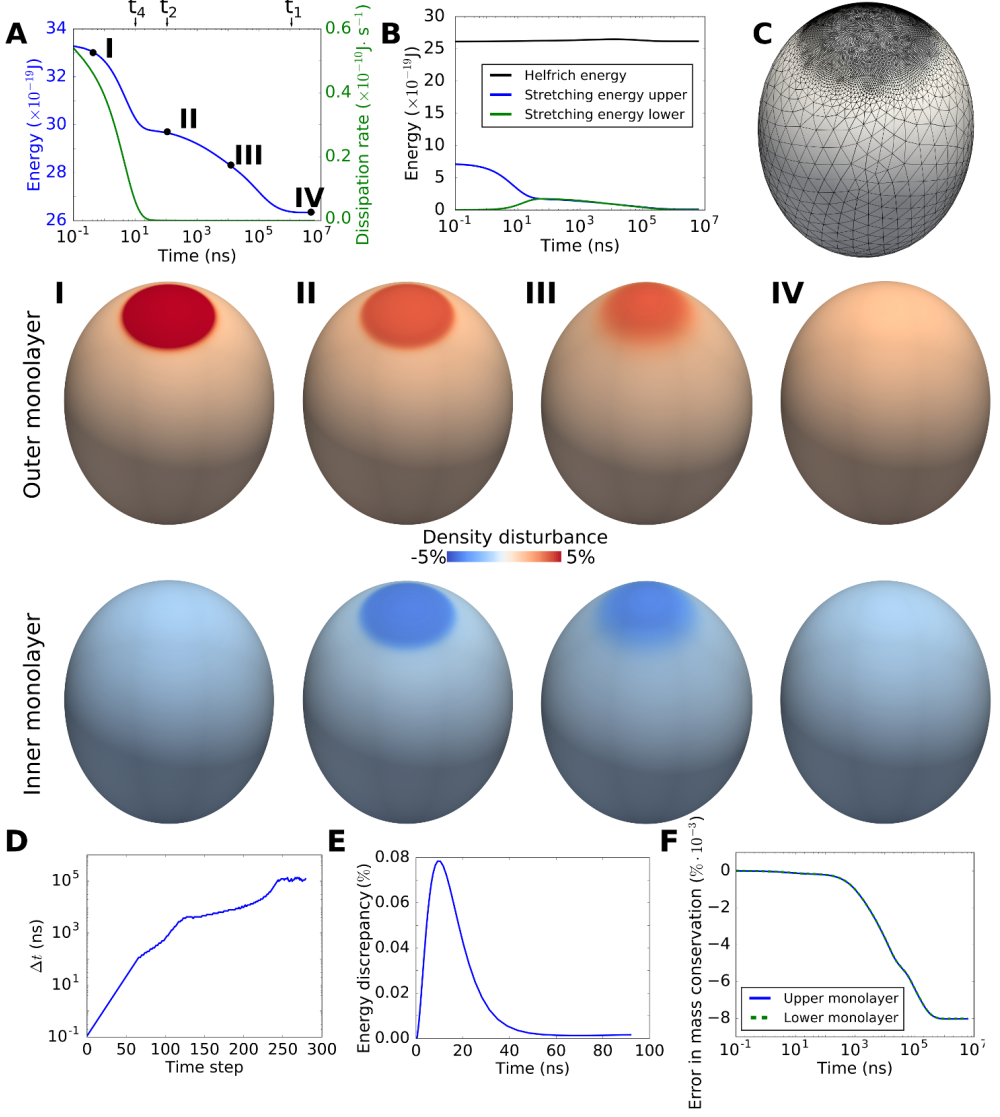 t₄ t₂ t₁
A
I
II
III
IV
34
33
31
30
28
26
Energy (×10⁻¹⁹J)
0.6
0.4
0.2
0.0
Dissipation rate (×10⁻¹⁰J. s⁻¹)
10⁻¹ 10¹ 10³ 10⁵ 10⁷
Time (ns)
B
30
25
20
15
10
5
0
Energy (×10⁻¹⁹J)
Helfrich energy
Stretching energy upper
Stretching energy lower
10⁻¹ 10¹ 10³ 10⁵ 10⁷
Time (ns)
C
I II III IV
Outer monolayer
Density disturbance
-5% 5%
Inner monolayer
D
10⁵
10³
10¹
10⁻¹
Δt (ns)
0 50 100 150 200 250 300
Time step
E
0.08
0.06
0.04
0.02
0.00
Energy discrepancy (%)
0 20 40 60 80 100
Time (ns)
F
0
−2
−4
−6
−8
Error in mass conservation (% · 10⁻³)
Upper monolayer
Lower monolayer
10⁻¹ 10¹ 10³ 10⁵ 10⁷
Time (ns)